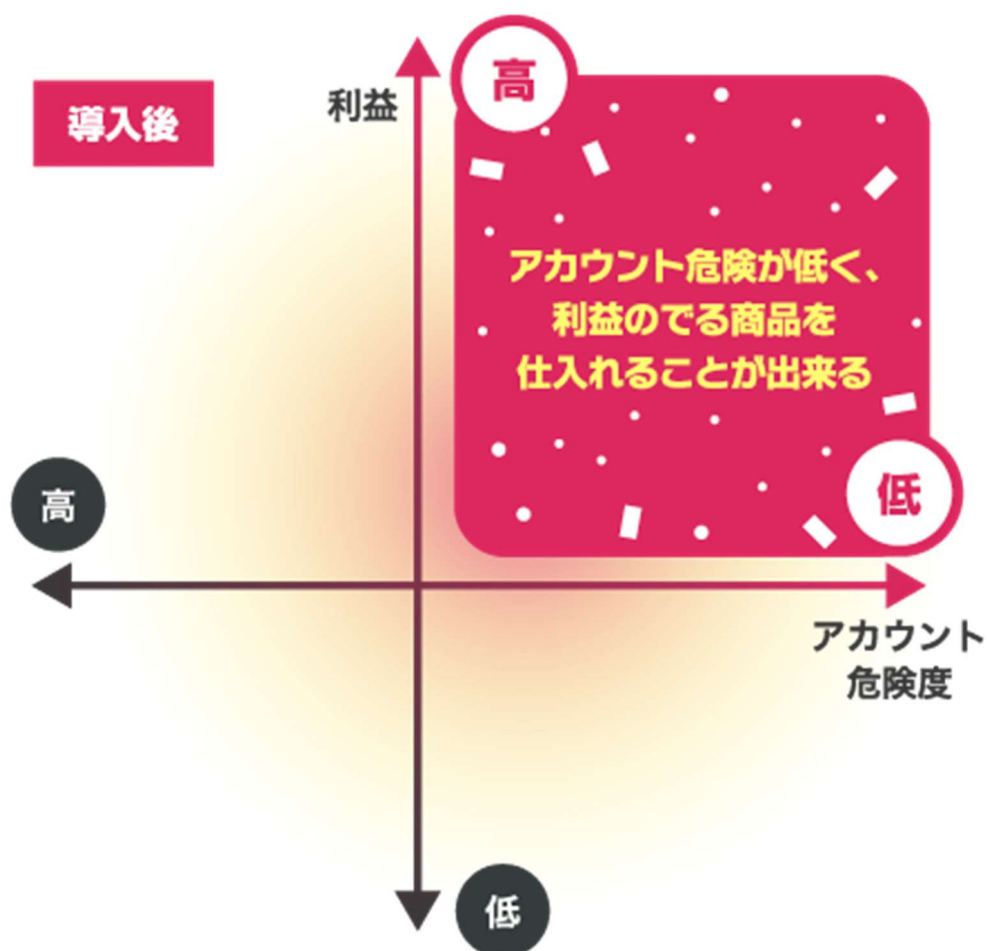 導入後
利益
高
アカウント危険が低く、
利益のでる商品を
仕入れることが出来る
高
低
アカウント
危険度
低